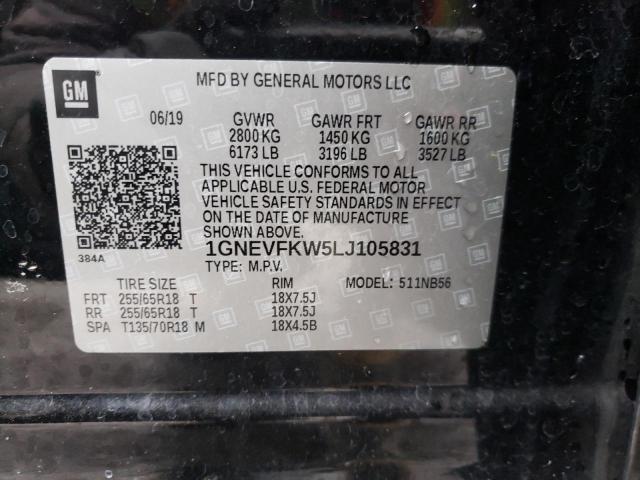 GM
MFD BY GENERAL MOTORS LLC
06/19 GVWR GAWR FRT GAWR RR
2800 KG 1450 KG 1600 KG
6173 LB 3196 LB 3527 LB
THIS VEHICLE CONFORMS TO ALL
APPLICABLE U.S. FEDERAL MOTOR
VEHICLE SAFETY STANDARDS IN EFFECT
ON THE DATE OF MANUFACTURE
SHOWN ABOVE.
384A
1GNEVFKW5LJ105831
TYPE: M.P.V.
TIRE SIZE RIM MODEL: 511NB56
FRT 255/65R18 T 18X7.5J
RR 255/65R18 T 18X7.5J
SPA T135/70R18 M 18X4.5B